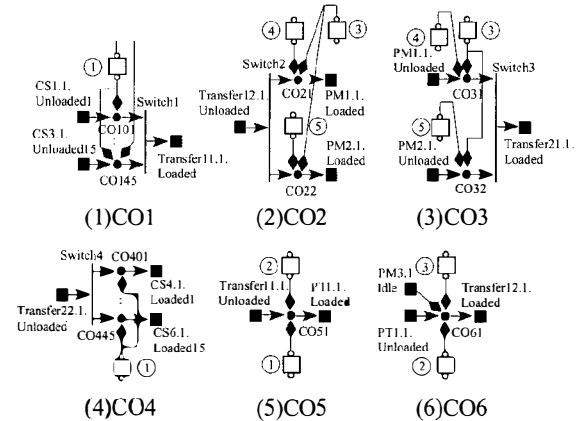 ①
CS1.1.
Unloaded1
Switch1
CO101
CS3.1.
Unloaded15
Transfer11.1.
Loaded
CO145
(1)CO1
④
③
Switch2
Transfer12.1.
Unloaded
CO21
PM1.1.
Loaded
⑤
PM2.1.
Loaded
CO22
(2)CO2
④
③
PM1.1.
Unloaded
Switch3
CO31
⑤
PM2.1.
Unloaded
Transfer21.1.
Loaded
CO32
(3)CO3
Switch4
CO401
CS4.1.
Loaded1
Transfer22.1.
Unloaded
CS6.1.
Loaded15
CO445
①
(4)CO4
②
Transfer11.1.
Unloaded
PT1.1.
Loaded
CO51
①
(5)CO5
③
PM3.1
Idle
Transfer12.1.
Loaded
PT1.1.
Unloaded
CO61
②
(6)CO6